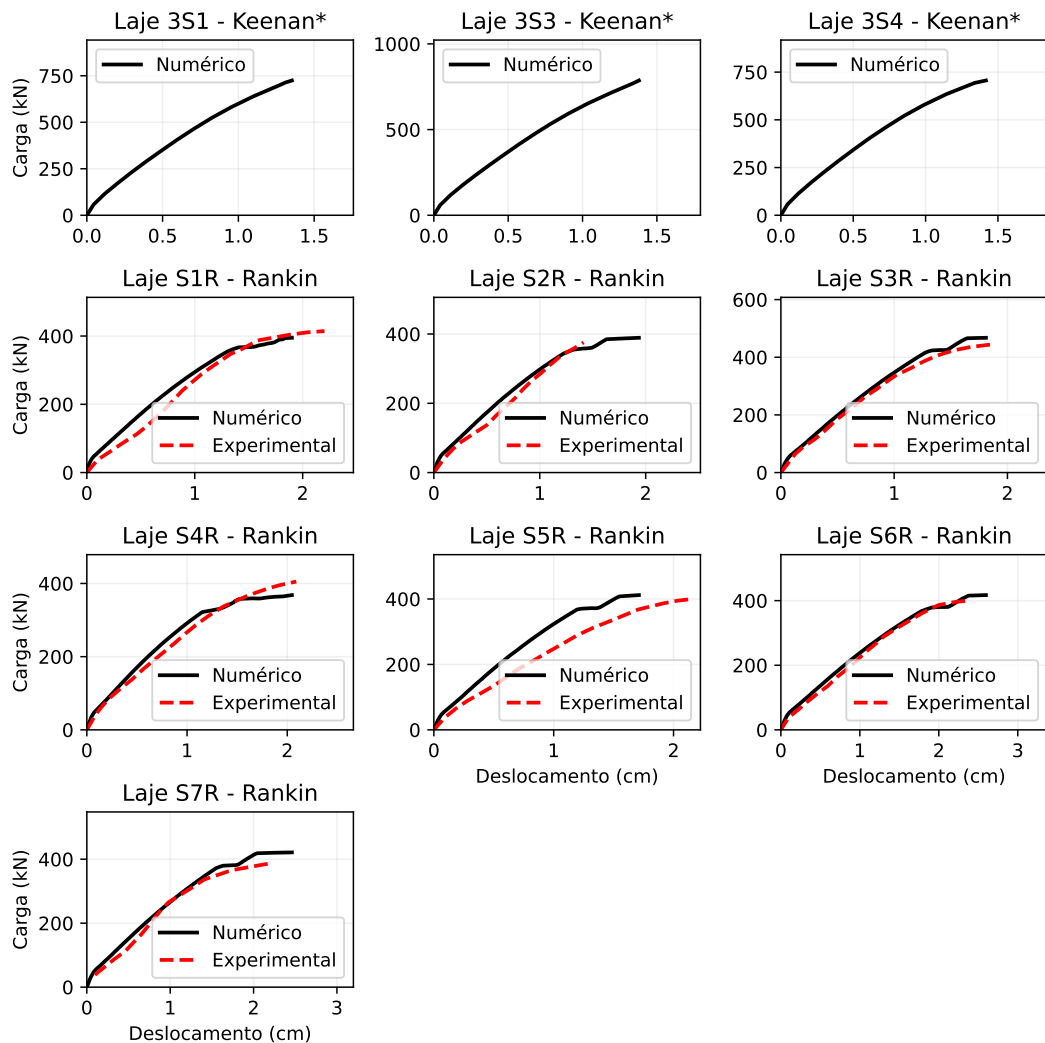 Laje 3S1 - Keenan*
Carga (kN)
750
500
250
0
0.0 0.5 1.0 1.5
Numérico
Laje 3S3 - Keenan*
1000
500
0
0.0 0.5 1.0 1.5
Numérico
Laje 3S4 - Keenan*
750
500
250
0
0.0 0.5 1.0 1.5
Numérico
Laje S1R - Rankin
Carga (kN)
400
200
0
0 1 2
Numérico
Experimental
Laje S2R - Rankin
400
200
0
0 1 2
Numérico
Experimental
Laje S3R - Rankin
600
400
200
0
0 1 2
Numérico
Experimental
Laje S4R - Rankin
Carga (kN)
400
200
0
0 1 2
Numérico
Experimental
Laje S5R - Rankin
400
200
0
0 1 2
Numérico
Experimental
Deslocamento (cm)
Laje S6R - Rankin
400
200
0
0 1 2 3
Numérico
Experimental
Deslocamento (cm)
Laje S7R - Rankin
Carga (kN)
400
200
0
0 1 2 3
Numérico
Experimental
Deslocamento (cm)